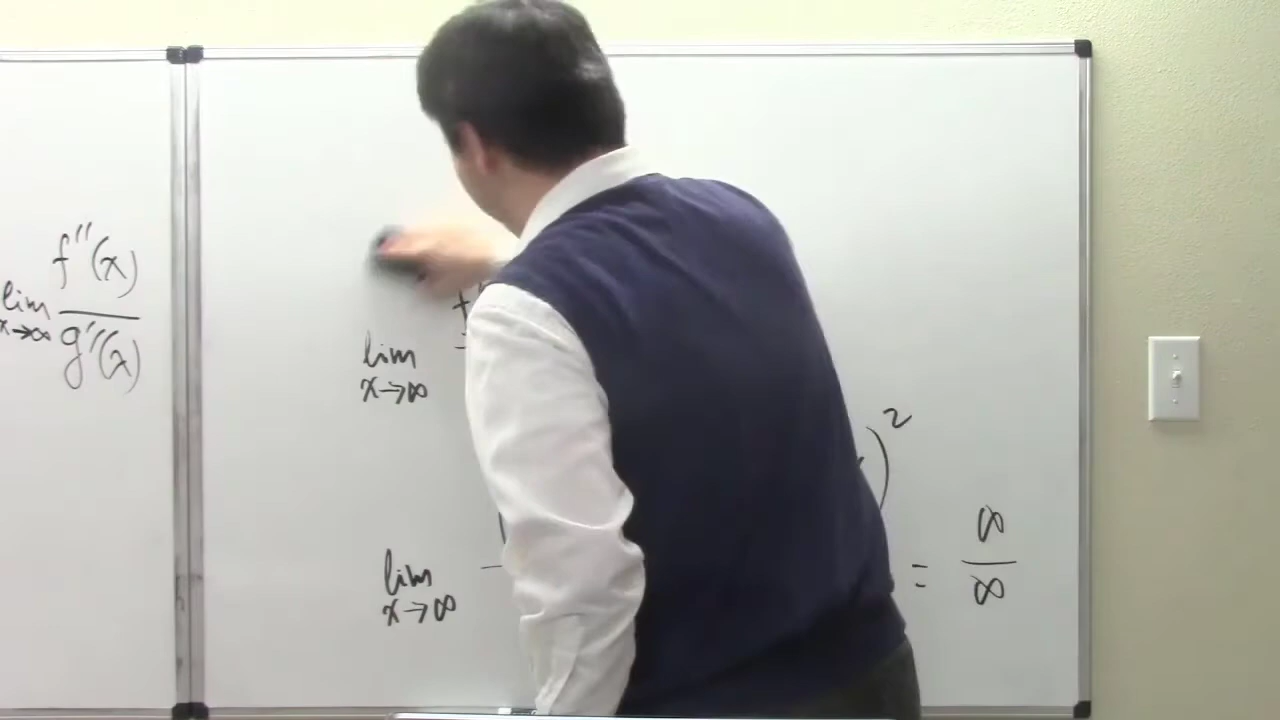 lim x→∞ f''(x) / g''(x)
lim x→∞
lim x→∞ )² = ∞ / ∞